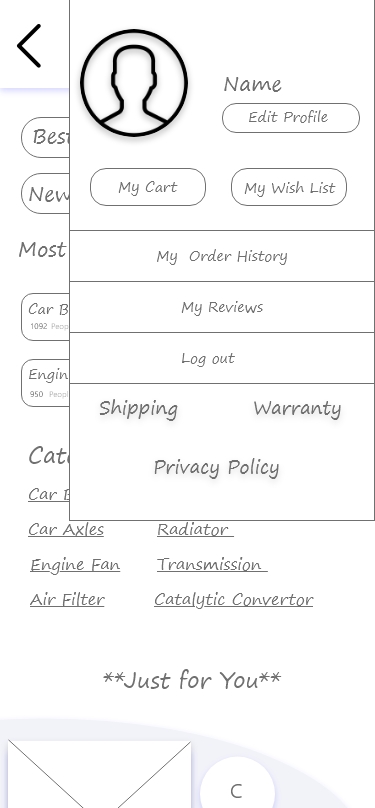 Name
Edit Profile
Best
My Cart
My Wish List
New
Most
My Order History
Car B
My Reviews
1092 Peop
Log out
Engin
950 Peop
Shipping
Warranty
Cate
Privacy Policy
Car B
Car Axles
Radiator
Engine Fan
Transmission
Air Filter
Catalytic Convertor
**Just for You**
C